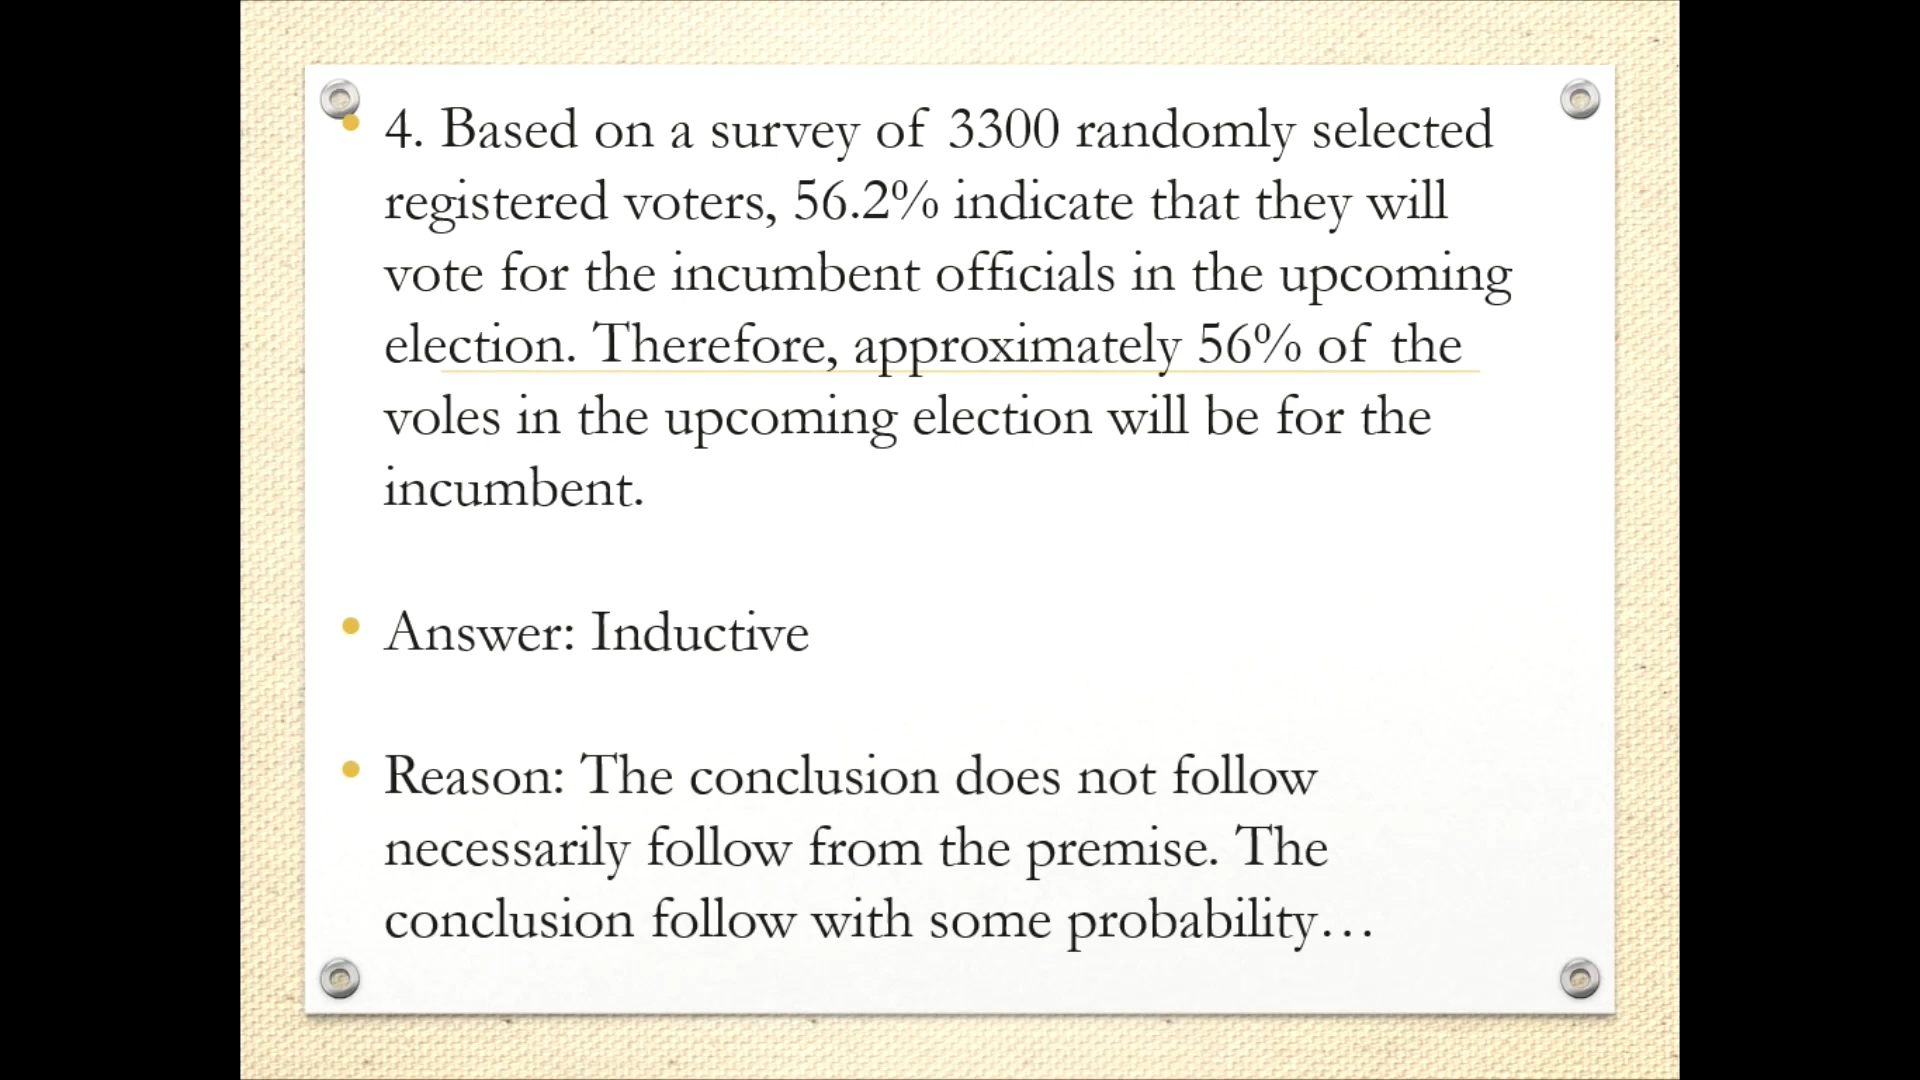 • 4. Based on a survey of 3300 randomly selected
registered voters, 56.2% indicate that they will
vote for the incumbent officials in the upcoming
election. Therefore, approximately 56% of the
voles in the upcoming election will be for the
incumbent.
• Answer: Inductive
• Reason: The conclusion does not follow
necessarily follow from the premise. The
conclusion follow with some probability…